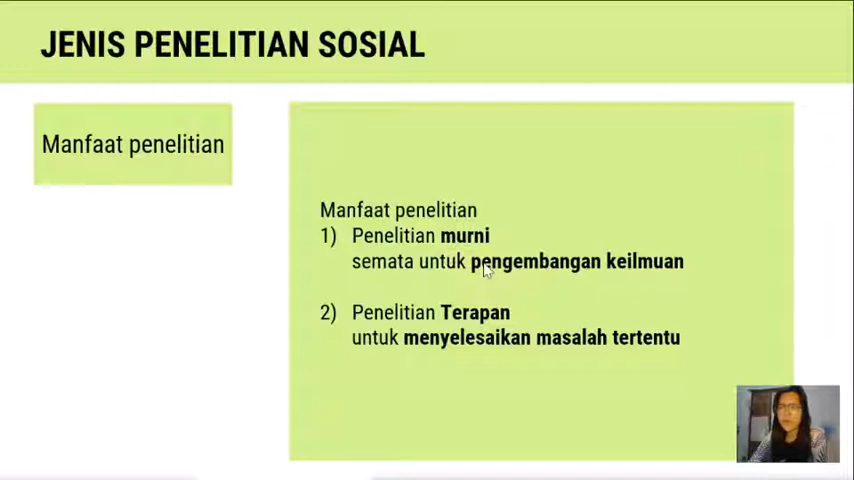 JENIS PENELITIAN SOSIAL
Manfaat penelitian
Manfaat penelitian
1) Penelitian murni
semata untuk pengembangan keilmuan
2) Penelitian Terapan
untuk menyelesaikan masalah tertentu